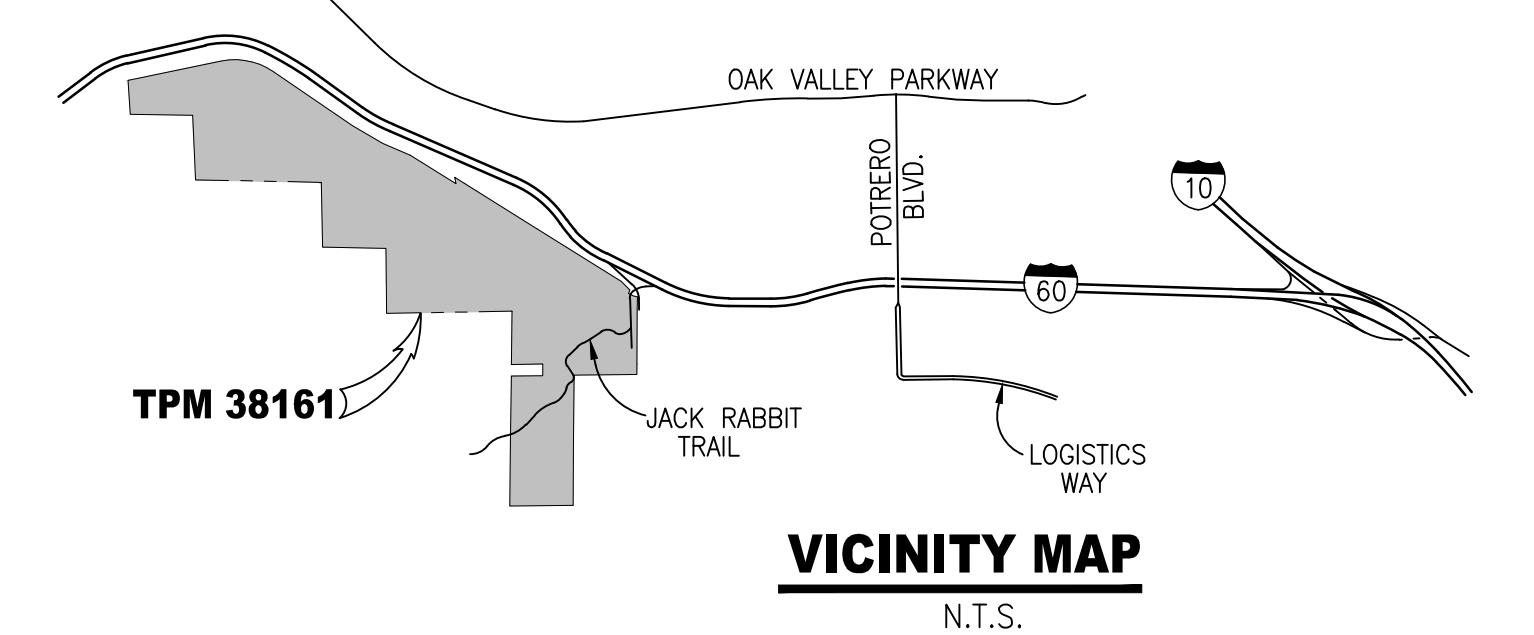 OAK VALLEY PARKWAY
POTRERO
BLVD.
10
60
TPM 38161
JACK RABBIT
TRAIL
LOGISTICS
WAY
VICINITY MAP
N.T.S.